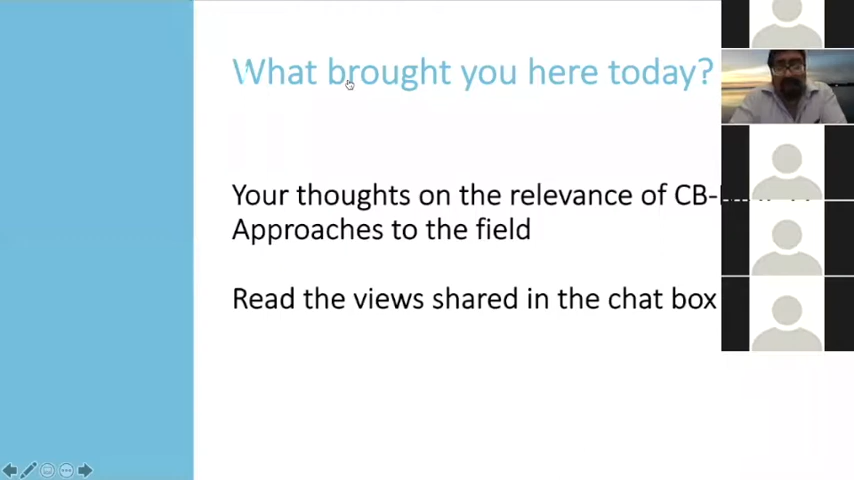 What brought you here today?
Your thoughts on the relevance of CB-
Approaches to the field
Read the views shared in the chat box